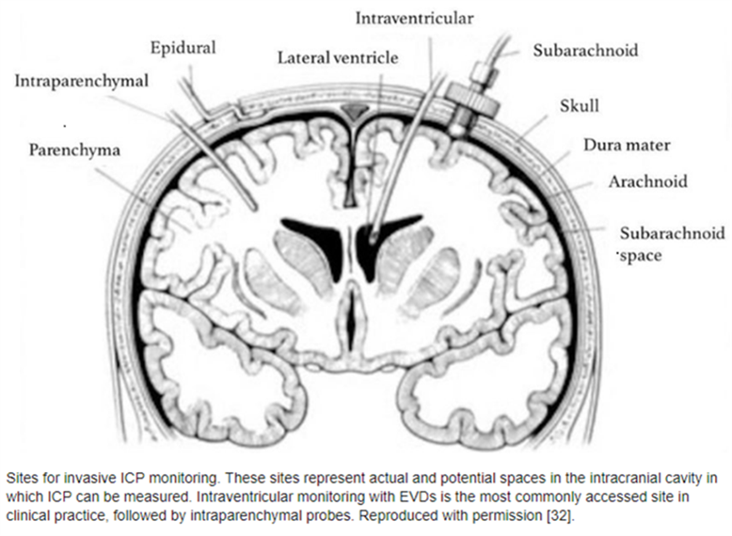 Intraventricular
Epidural
Lateral ventricle
Subarachnoid
Intraparenchymal
Skull
Parenchyma
Dura mater
Arachnoid
Subarachnoid
space
Sites for invasive ICP monitoring. These sites represent actual and potential spaces in the intracranial cavity in
which ICP can be measured. Intraventricular monitoring with EVDs is the most commonly accessed site in
clinical practice, followed by intraparenchymal probes. Reproduced with permission [32].